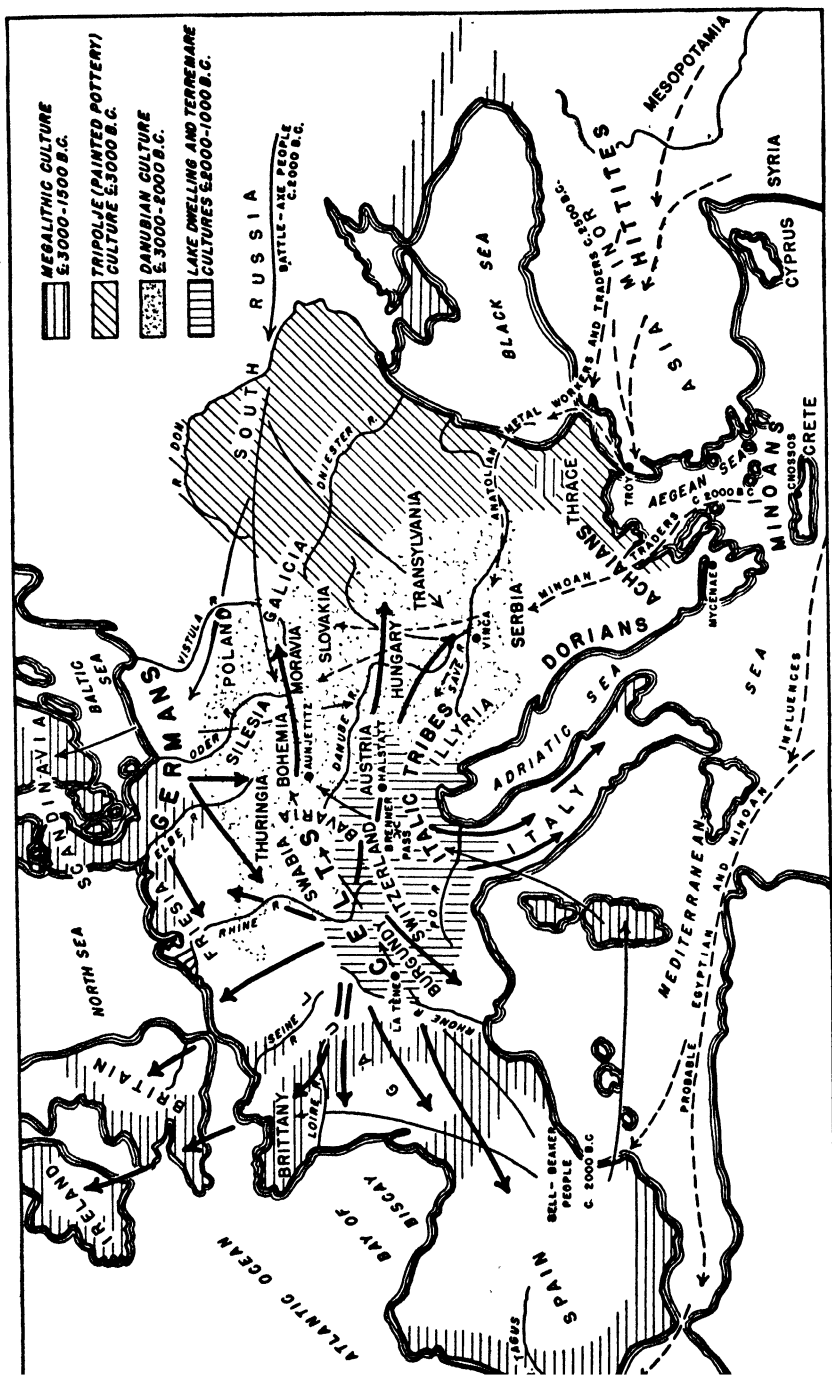 MEGALITHIC CULTURE
£3000-1500 B.C.
TRIPOLJE (PAINTED POTTERY)
CULTURE £3000 B.C.
DANUBIAN CULTURE
£ 3000-2000 B.C.
LAKE DWELLING AND TERREMARE
CULTURES £2000-1000 B.C.
ATLANTIC OCEAN
IRELAND
BRITAIN
NORTH SEA
SCANDINAVIA
BALTIC
SEA
BAY OF
BISCAY
BRITTANY
LOIRE R.
SEINE R
GAUL
RHINE R
FRIESIA
ELBE R
GERMANS
ODER R
VISTULA
POLAND
SILESIA
THURINGIA
SWABIA
BAVAR
BOHEMIA
AUNJETITZ
MORAVIA
SLOVAKIA
GALICIA
DANUBE R.
AUSTRIA
HALSTATT
HUNGARY
TRANSYLVANIA
CELTS
LA TÈNE
BURGUNDY
SWITZERLAND
BRENNER
PASS
RHONE
R
PO R
ITALIC TRIBES
ILLYRIA
SAVE R
VINCA
SERBIA
ITALY
ADRIATIC SEA
DORIANS
ACHAIANS
THRACE
MINOAN TRADERS
C 2000 B C
MYCENAE
AEGEAN SEA
TROY
MINOANS
CNOSSOS
CRETE
SOUTH RUSSIA
R DON
DNIESTER R.
BATTLE-AXE PEOPLE
C.2000 B.C.
BLACK SEA
ANATOLIAN METAL WORKERS AND TRADERS C.2500 B.C.
ASIA MINOR
HITTITES
MESOPOTAMIA
SYRIA
CYPRUS
SPAIN
TAGUS
BELL-BEAKER
PEOPLE
C. 2000 B.C
MEDITERRANEAN SEA
PROBABLE EGYPTIAN AND MINOAN INFLUENCES